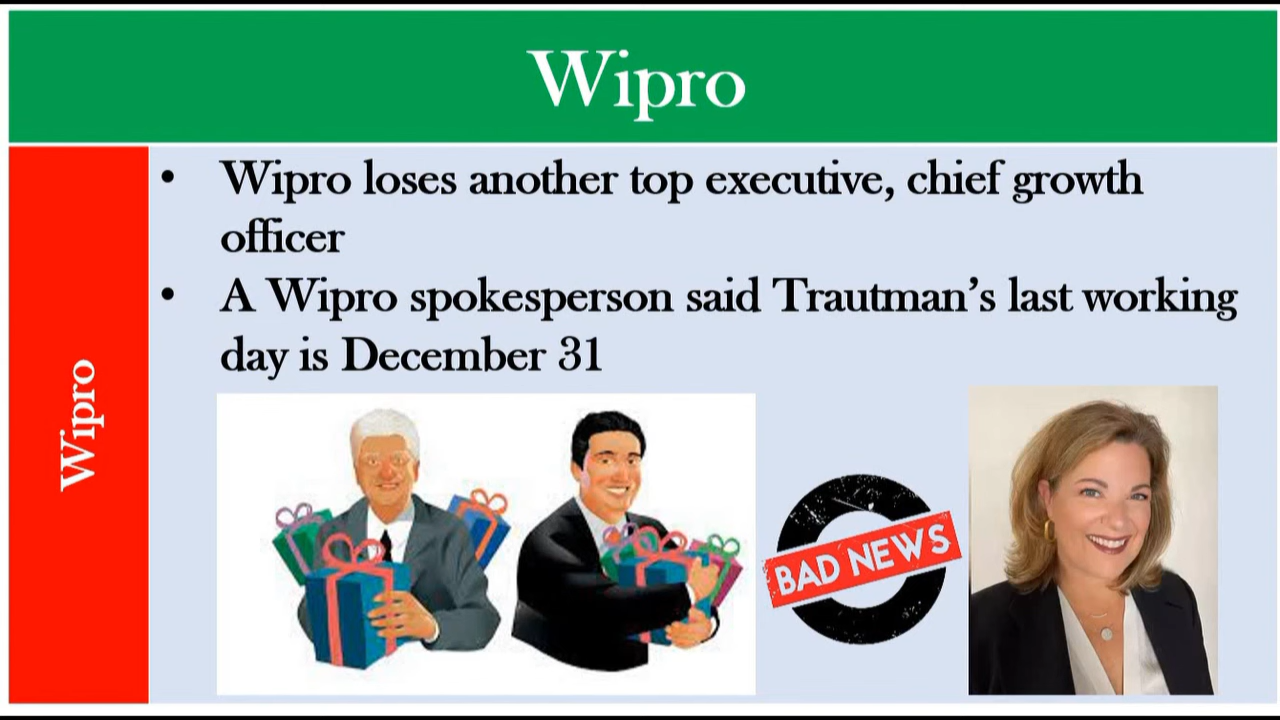 Wipro
Wipro
• Wipro loses another top executive, chief growth
officer
• A Wipro spokesperson said Trautman’s last working
day is December 31
BAD NEWS